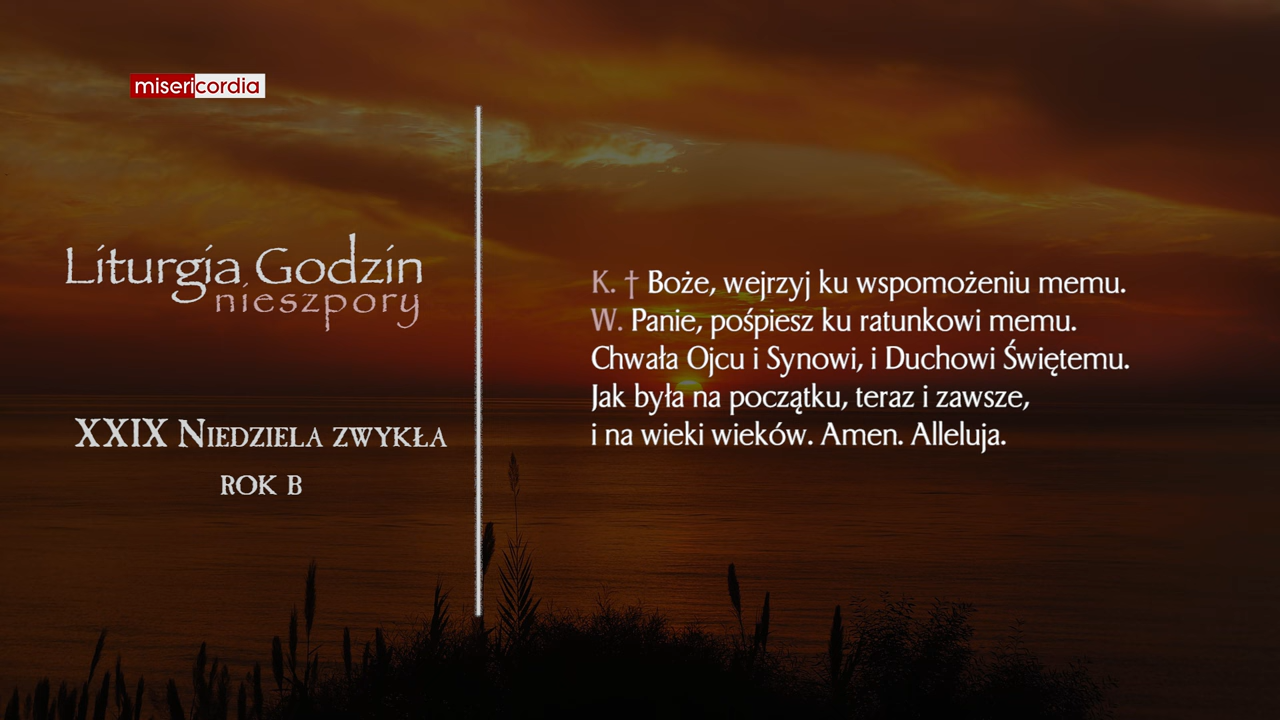 misericordia
Liturgia Godzin
nieszpory
XXIX Niedziela zwykła
rok B
K. † Boże, wejrzyj ku wspomożeniu memu.
W. Panie, pośpiesz ku ratunkowi memu.
Chwała Ojcu i Synowi, i Duchowi Świętemu.
Jak była na początku, teraz i zawsze,
i na wieki wieków. Amen. Alleluja.